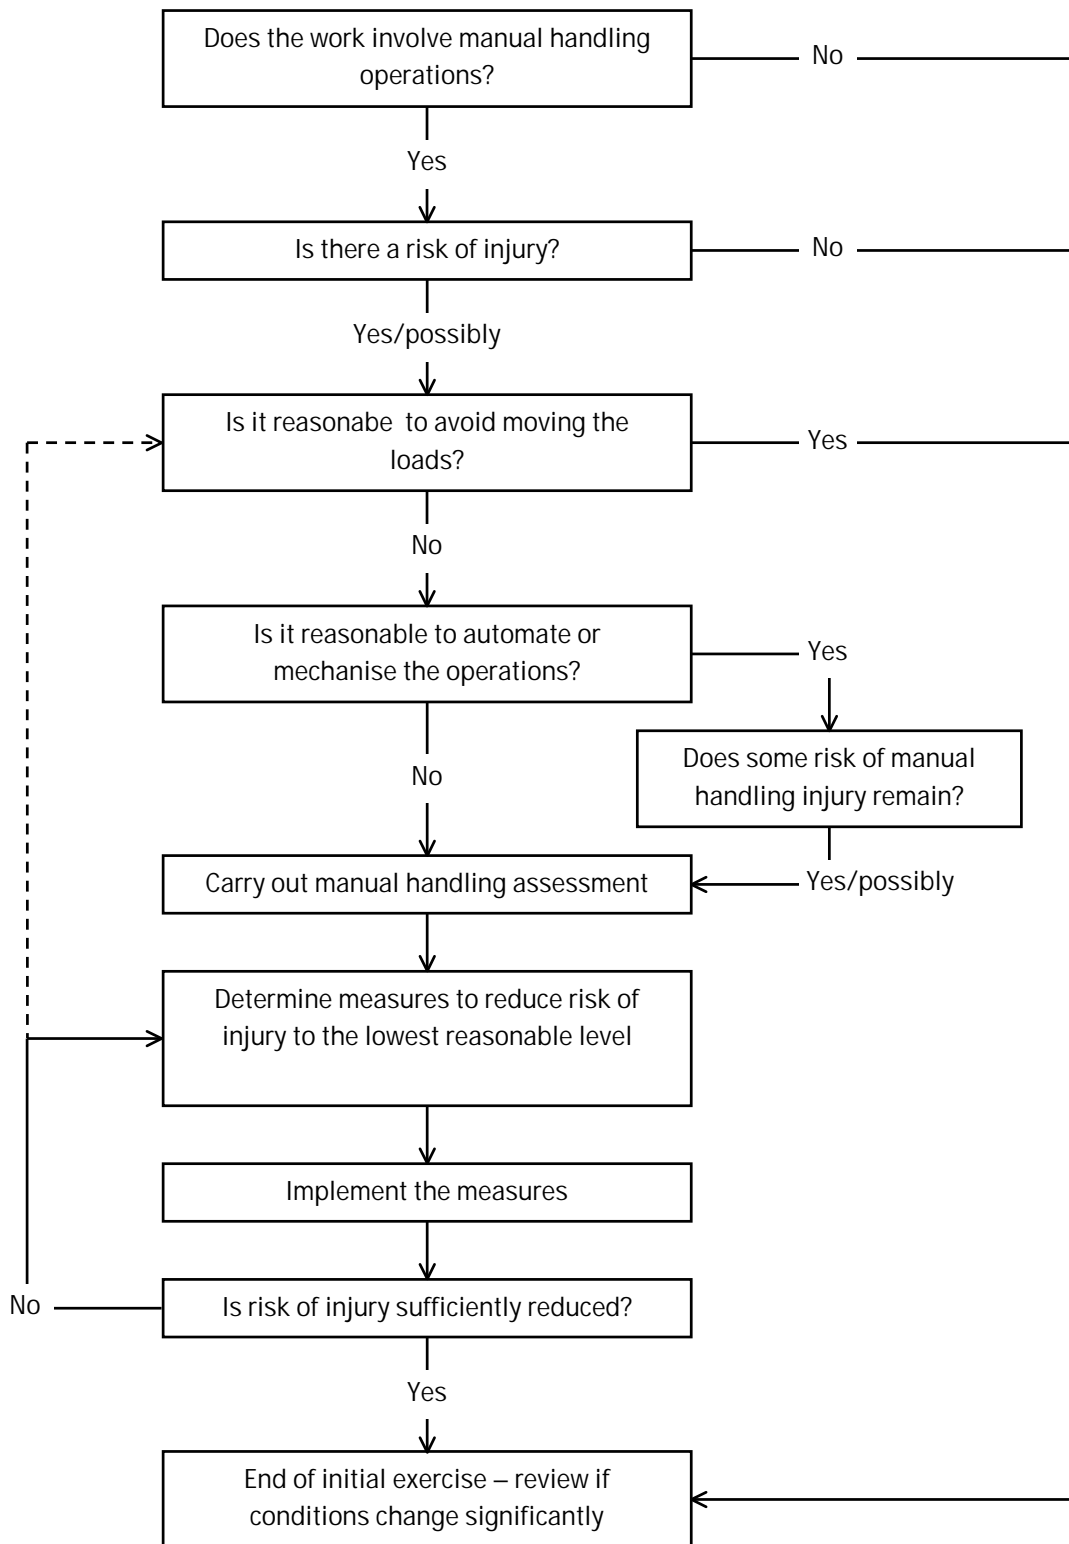 Does the work involve manual handling
operations?
No
Yes
Is there a risk of injury?
No
Yes/possibly
Is it reasonabe  to avoid moving the
loads?
Yes
No
Is it reasonable to automate or
mechanise the operations?
Yes
Does some risk of manual
handling injury remain?
No
Carry out manual handling assessment
Yes/possibly
Determine measures to reduce risk of
injury to the lowest reasonable level
Implement the measures
Is risk of injury sufficiently reduced?
No
Yes
End of initial exercise – review if
conditions change significantly